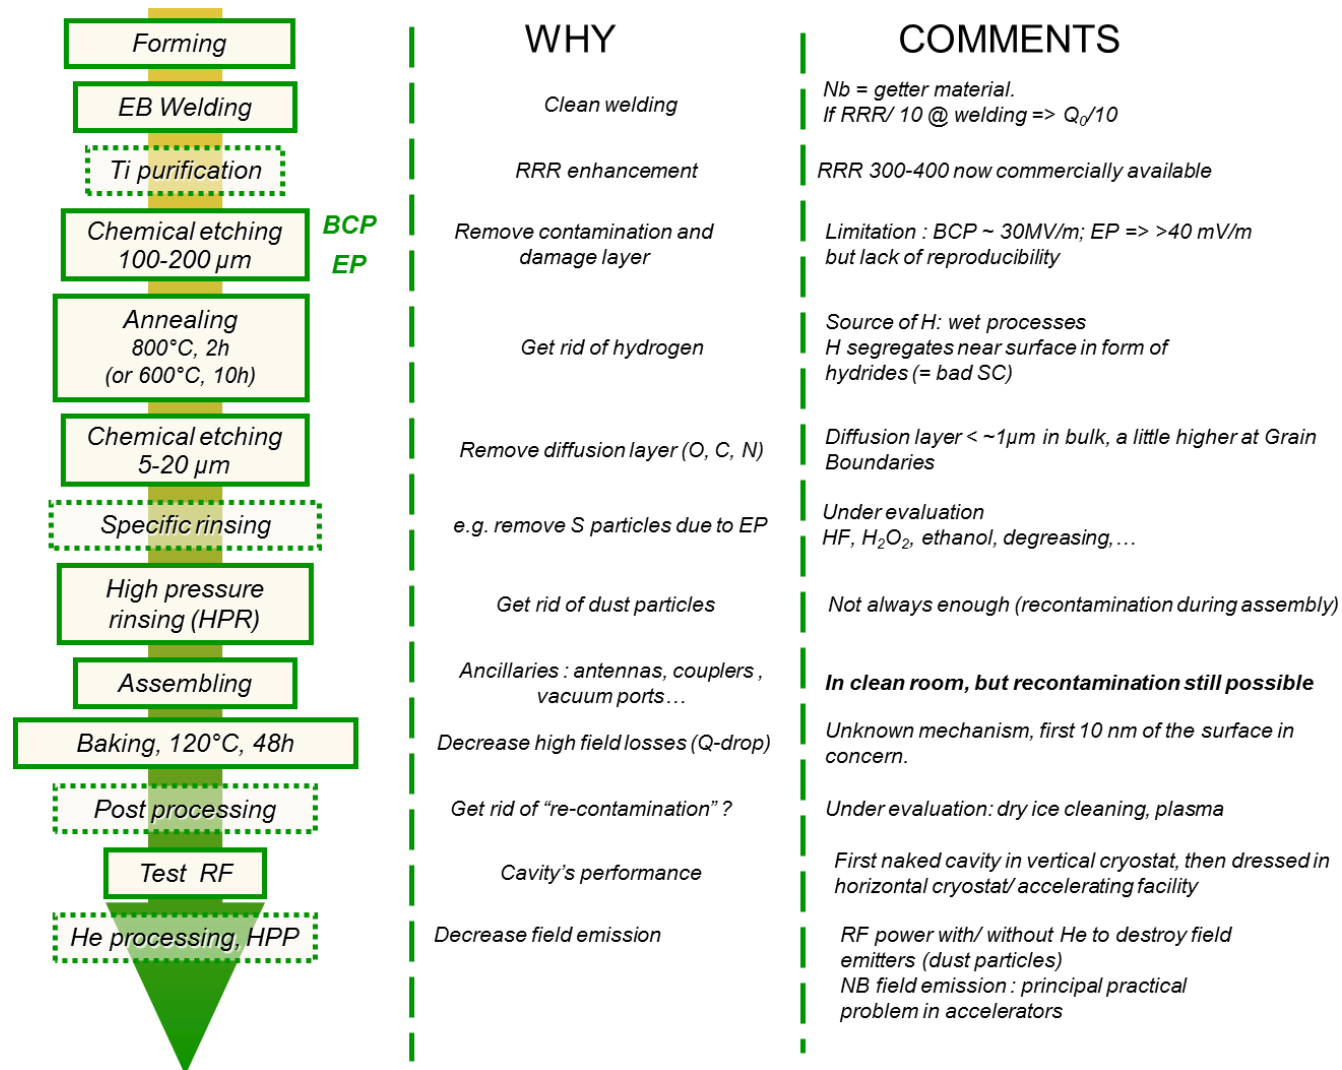 WHY
COMMENTS
Forming
EB Welding
Clean welding
Nb = getter material.
If RRR/ 10 @ welding => Q₀/10
Ti purification
RRR enhancement
RRR 300-400 now commercially available
Chemical etching
100-200 µm
BCP
EP
Remove contamination and
damage layer
Limitation : BCP ~ 30MV/m; EP => >40 mV/m
but lack of reproducibility
Annealing
800°C, 2h
(or 600°C, 10h)
Get rid of hydrogen
Source of H: wet processes
H segregates near surface in form of
hydrides (= bad SC)
Chemical etching
5-20 µm
Remove diffusion layer (O, C, N)
Diffusion layer < ~1µm in bulk, a little higher at Grain
Boundaries
Specific rinsing
e.g. remove S particles due to EP
Under evaluation
HF, H₂O₂, ethanol, degreasing,…
High pressure
rinsing (HPR)
Get rid of dust particles
Not always enough (recontamination during assembly)
Assembling
Ancillaries : antennas, couplers ,
vacuum ports…
In clean room, but recontamination still possible
Baking, 120°C, 48h
Decrease high field losses (Q-drop)
Unknown mechanism, first 10 nm of the surface in
concern.
Post processing
Get rid of “re-contamination” ?
Under evaluation: dry ice cleaning, plasma
Test RF
Cavity’s performance
First naked cavity in vertical cryostat, then dressed in
horizontal cryostat/ accelerating facility
He processing, HPP
Decrease field emission
RF power with/ without He to destroy field
emitters (dust particles)
NB field emission : principal practical
problem in accelerators